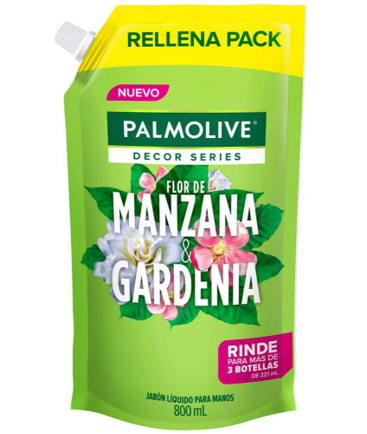 RELLENA PACK
NUEVO
PALMOLIVE®
DECOR SERIES
FLOR DE
MANZANA
&
GARDENIA
RINDE
PARA MÁS DE
3 BOTELLAS
DE 221 mL
JABÓN LÍQUIDO PARA MANOS
800 mL